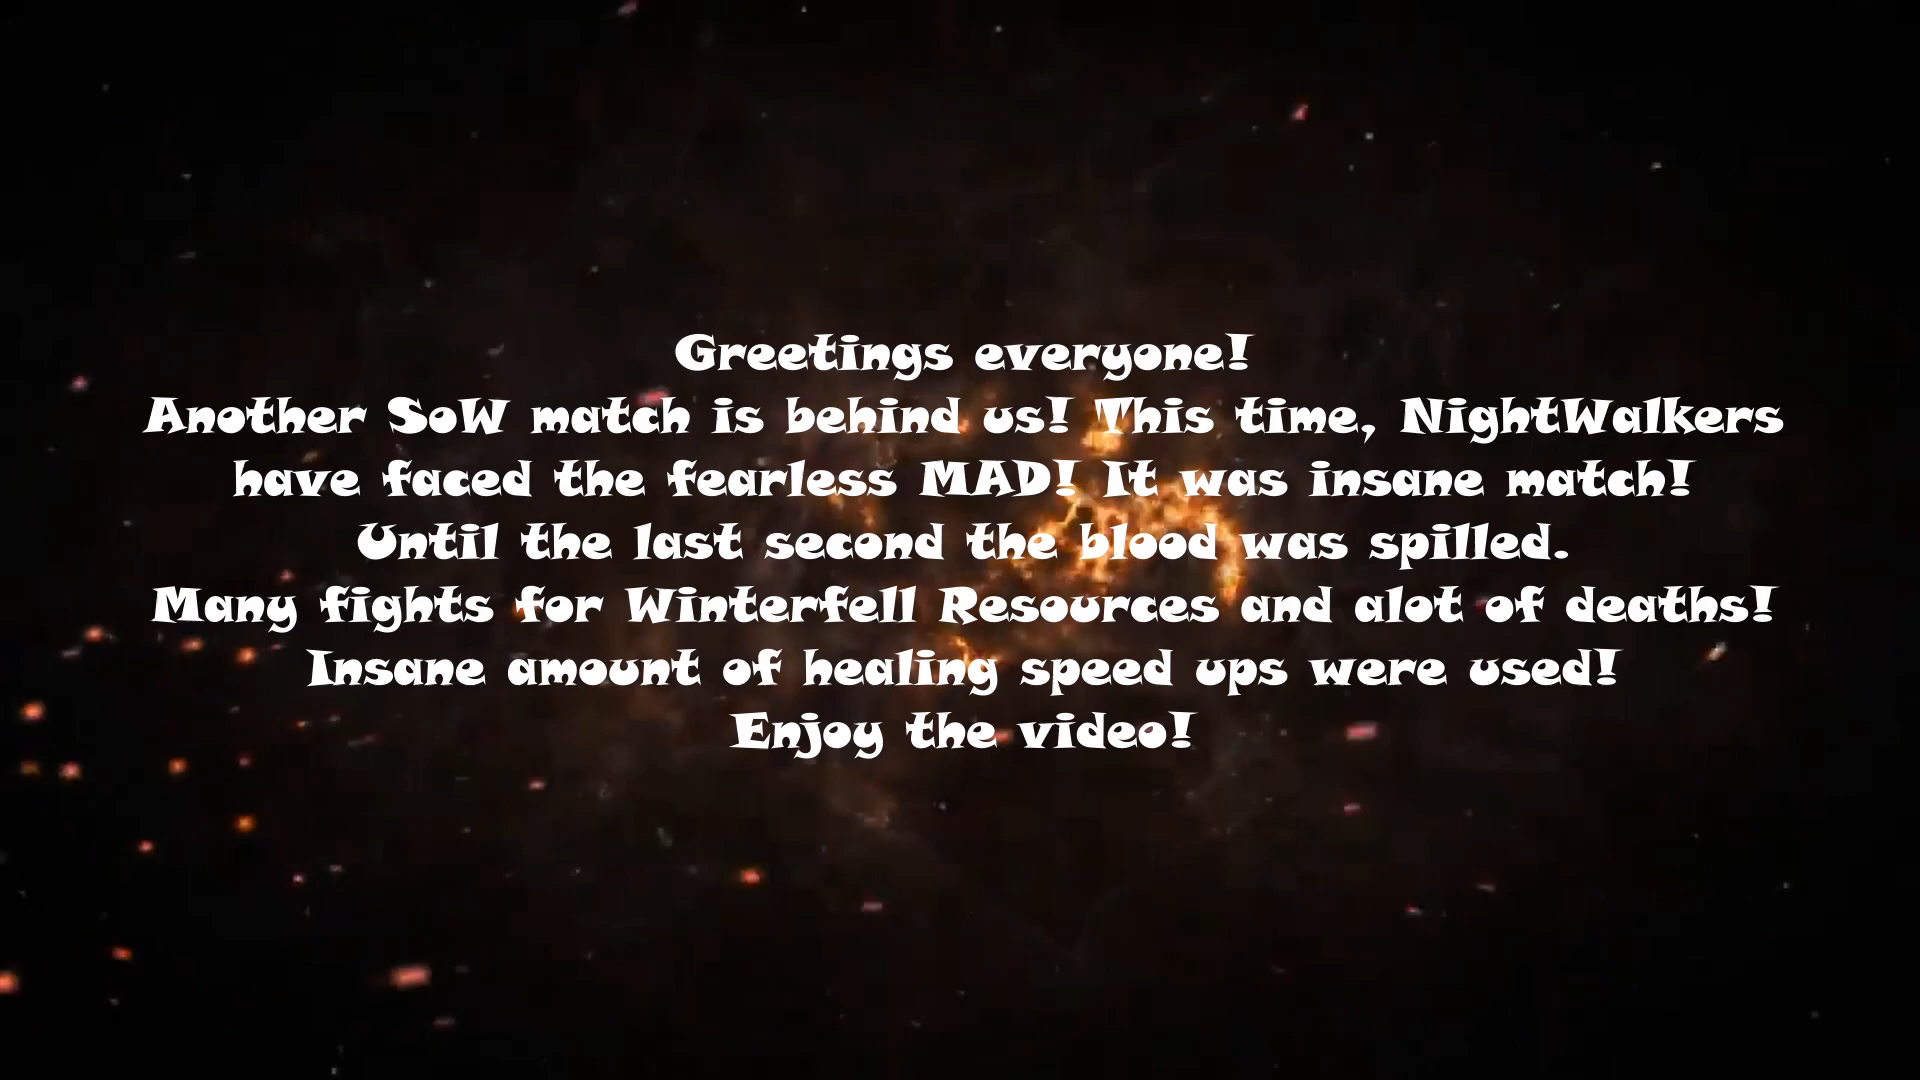 Greetings everyone!
Another SoW match is behind us! This time, NightWalkers
have faced the fearless MAD! It was insane match!
Until the last second the blood was spilled.
Many fights for Winterfell Resources and alot of deaths!
Insane amount of healing speed ups were used!
Enjoy the video!